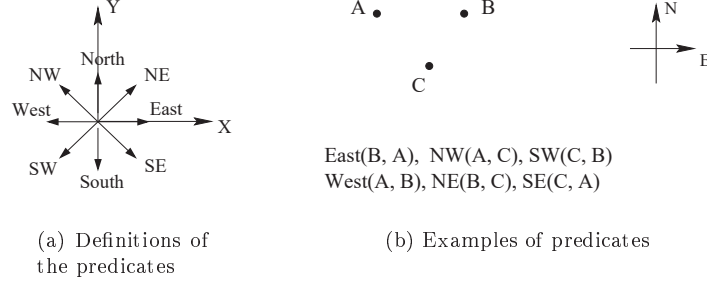 Y
North
NW
NE
West
East
X
SW
SE
South
A
B
C
N
E
East(B, A), NW(A, C), SW(C, B)
West(A, B), NE(B, C), SE(C, A)
(a) Definitions of
the predicates
(b) Examples of predicates